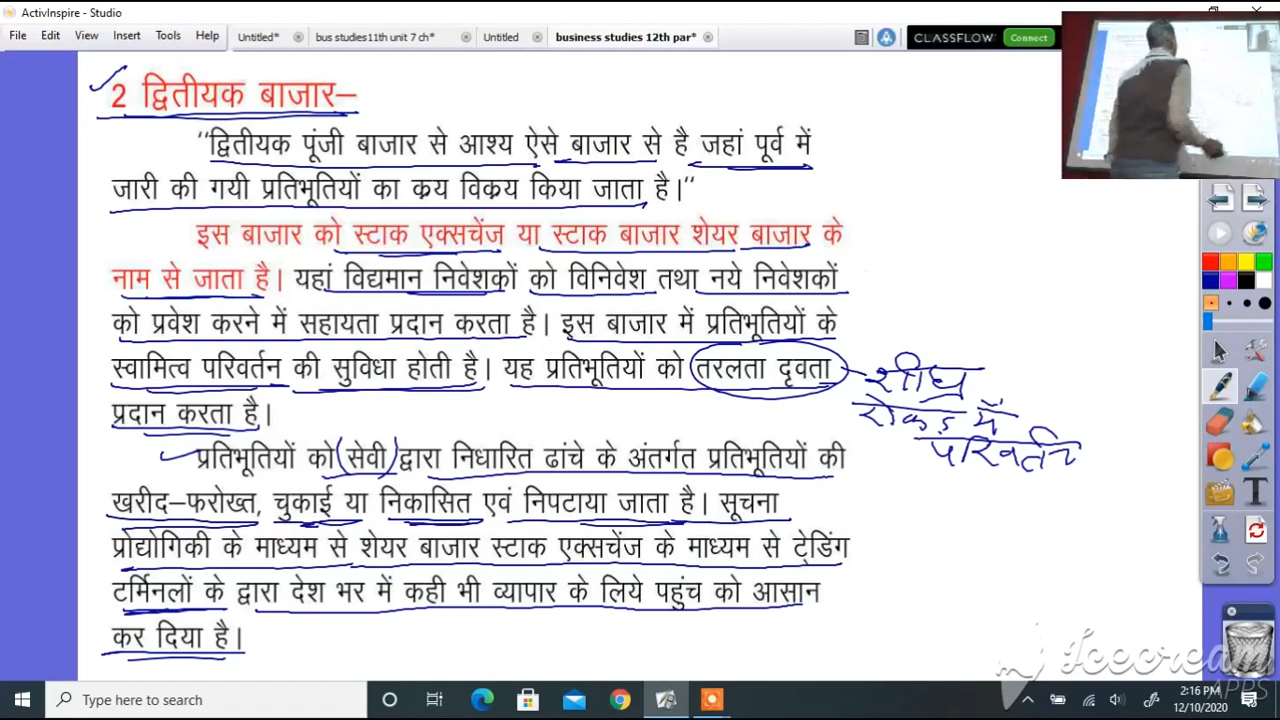 ActivInspire - Studio
File Edit View Insert Tools Help Untitled* bus studies11th unit 7 ch* Untitled business studies 12th par* CLASSFLOW Connect
2 द्वितीयक बाजार–
''द्वितीयक पूंजी बाजार से आश्य ऐसे बाजार से है जहां पूर्व में
जारी की गयी प्रतिभूतियों का क्रय विक्रय किया जाता है।''
इस बाजार को स्टाक एक्सचेंज या स्टाक बाजार शेयर बाजार के
नाम से जाता है। यहां विद्यमान निवेशकों को विनिवेश तथा नये निवेशकों
को प्रवेश करने में सहायता प्रदान करता है। इस बाजार में प्रतिभूतियों के
स्वामित्व परिवर्तन की सुविधा होती है। यह प्रतिभूतियों को तरलता दृवता
शीघ्र
प्रदान करता है।
रोकड़ में
परिवर्तन
प्रतिभूतियों को (सेवी) द्वारा निधारित ढांचे के अंतर्गत प्रतिभूतियों की
खरीद–फरोख्त, चुकाई या निकासित एवं निपटाया जाता है। सूचना
प्रोद्योगिकी के माध्यम से शेयर बाजार स्टाक एक्सचेंज के माध्यम से ट्रेडिंग
टर्मिनलों के द्वारा देश भर में कही भी व्यापार के लिये पहुंच को आसान
कर दिया है।
Icecream
APPS
Type here to search
2:16 PM
12/10/2020